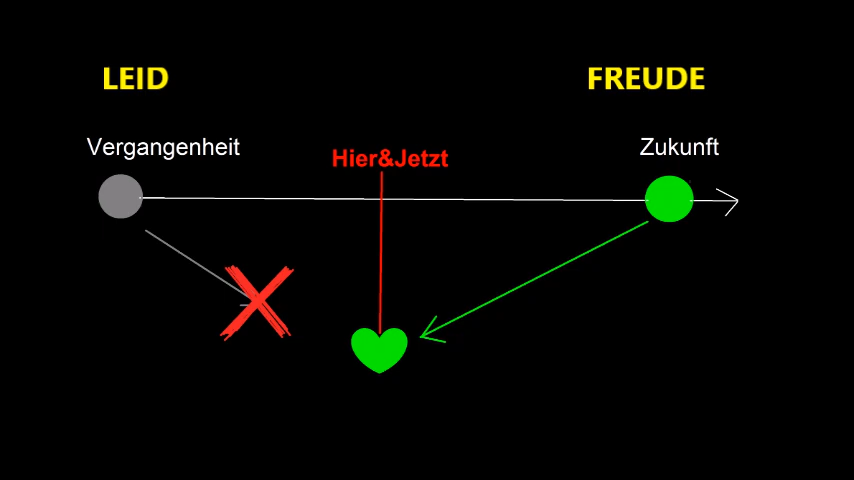 LEID
FREUDE
Vergangenheit
Hier&Jetzt
Zukunft